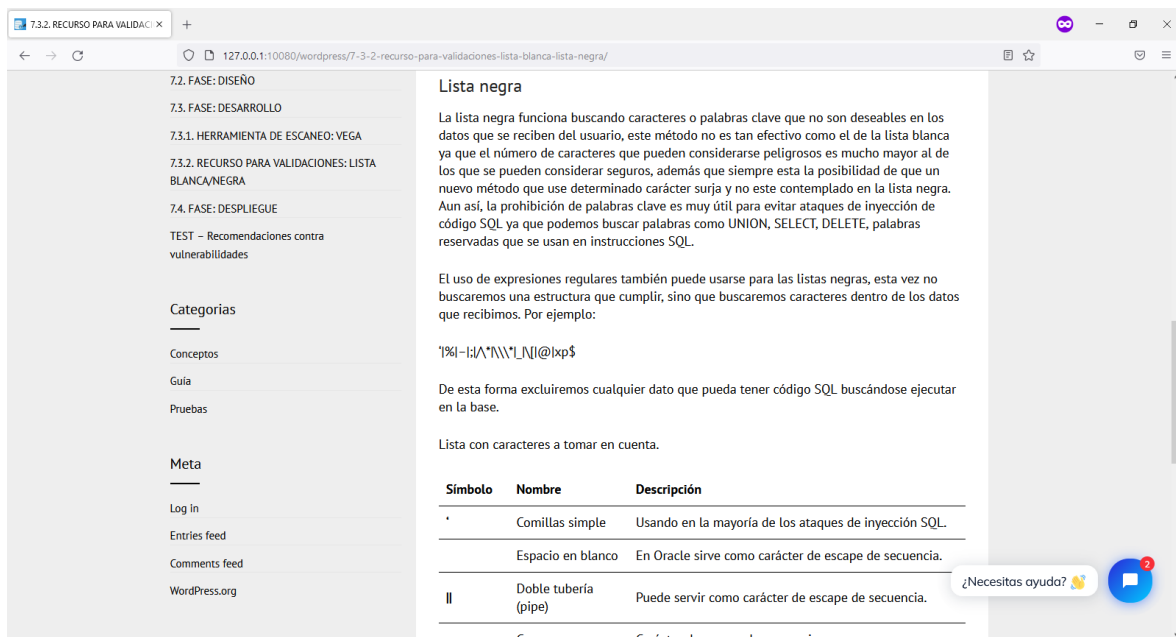 7.3.2. RECURSO PARA VALIDACI
127.0.0.1:10080/wordpress/7-3-2-recurso-para-validaciones-lista-blanca-lista-negra/
7.2. FASE: DISEÑO
7.3. FASE: DESARROLLO
7.3.1. HERRAMIENTA DE ESCANEO: VEGA
7.3.2. RECURSO PARA VALIDACIONES: LISTA
BLANCA/NEGRA
7.4. FASE: DESPLIEGUE
TEST – Recomendaciones contra
vulnerabilidades
Categorias
Conceptos
Guía
Pruebas
Meta
Log in
Entries feed
Comments feed
WordPress.org
Lista negra
La lista negra funciona buscando caracteres o palabras clave que no son deseables en los
datos que se reciben del usuario, este método no es tan efectivo como el de la lista blanca
ya que el número de caracteres que pueden considerarse peligrosos es mucho mayor al de
los que se pueden considerar seguros, además que siempre esta la posibilidad de que un
nuevo método que use determinado carácter surja y no este contemplado en la lista negra.
Aun así, la prohibición de palabras clave es muy útil para evitar ataques de inyección de
código SQL ya que podemos buscar palabras como UNION, SELECT, DELETE, palabras
reservadas que se usan en instrucciones SQL.
El uso de expresiones regulares también puede usarse para las listas negras, esta vez no
buscaremos una estructura que cumplir, sino que buscaremos caracteres dentro de los datos
que recibimos. Por ejemplo:
‘|%|–|;|/\*|\\\*|_|\[|@|xp$
De esta forma excluiremos cualquier dato que pueda tener código SQL buscándose ejecutar
en la base.
Lista con caracteres a tomar en cuenta.
Símbolo Nombre Descripción
‘ Comillas simple Usando en la mayoría de los ataques de inyección SQL.
Espacio en blanco En Oracle sirve como carácter de escape de secuencia.
|| Doble tubería
(pipe) Puede servir como carácter de escape de secuencia.
¿Necesitas ayuda? 👋
2